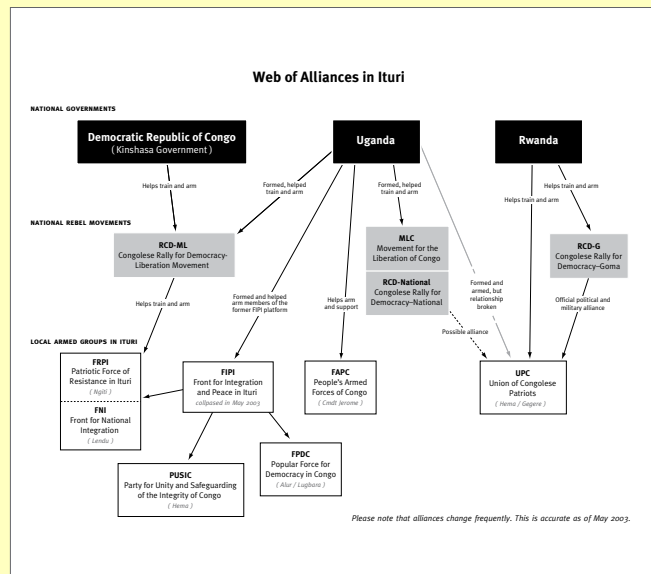 Web of Alliances in Ituri
NATIONAL GOVERNMENTS
Democratic Republic of Congo
( Kinshasa Government )
Uganda
Rwanda
Helps train and arm
Formed, helped
train and arm
Formed, helped
train and arm
Helps train and arm
Helps train and arm
NATIONAL REBEL MOVEMENTS
RCD-ML
Congolese Rally for Democracy-
Liberation Movement
MLC
Movement for the
Liberation of Congo
RCD-National
Congolese Rally for
Democracy–National
RCD-G
Congolese Rally for
Democracy–Goma
Helps train and arm
Formed and helped
arm members of the
former FIPI platform
Helps arm
and support
Formed and
armed, but
relationship
broken
Official political and
military alliance
Possible alliance
LOCAL ARMED GROUPS IN ITURI
FRPI
Patriotic Force of
Resistance in Ituri
( Ngiti )
FNI
Front for National
Integration
( Lendu )
FIPI
Front for Integration
and Peace in Ituri
collpased in May 2003
FAPC
People's Armed
Forces of Congo
( Cmdt Jerome )
UPC
Union of Congolese
Patriots
( Hema / Gegere )
PUSIC
Party for Unity and Safeguarding
of the Integrity of Congo
( Hema )
FPDC
Popular Force for
Democracy in Congo
( Alur / Lugbara )
Please note that alliances change frequently. This is accurate as of May 2003.